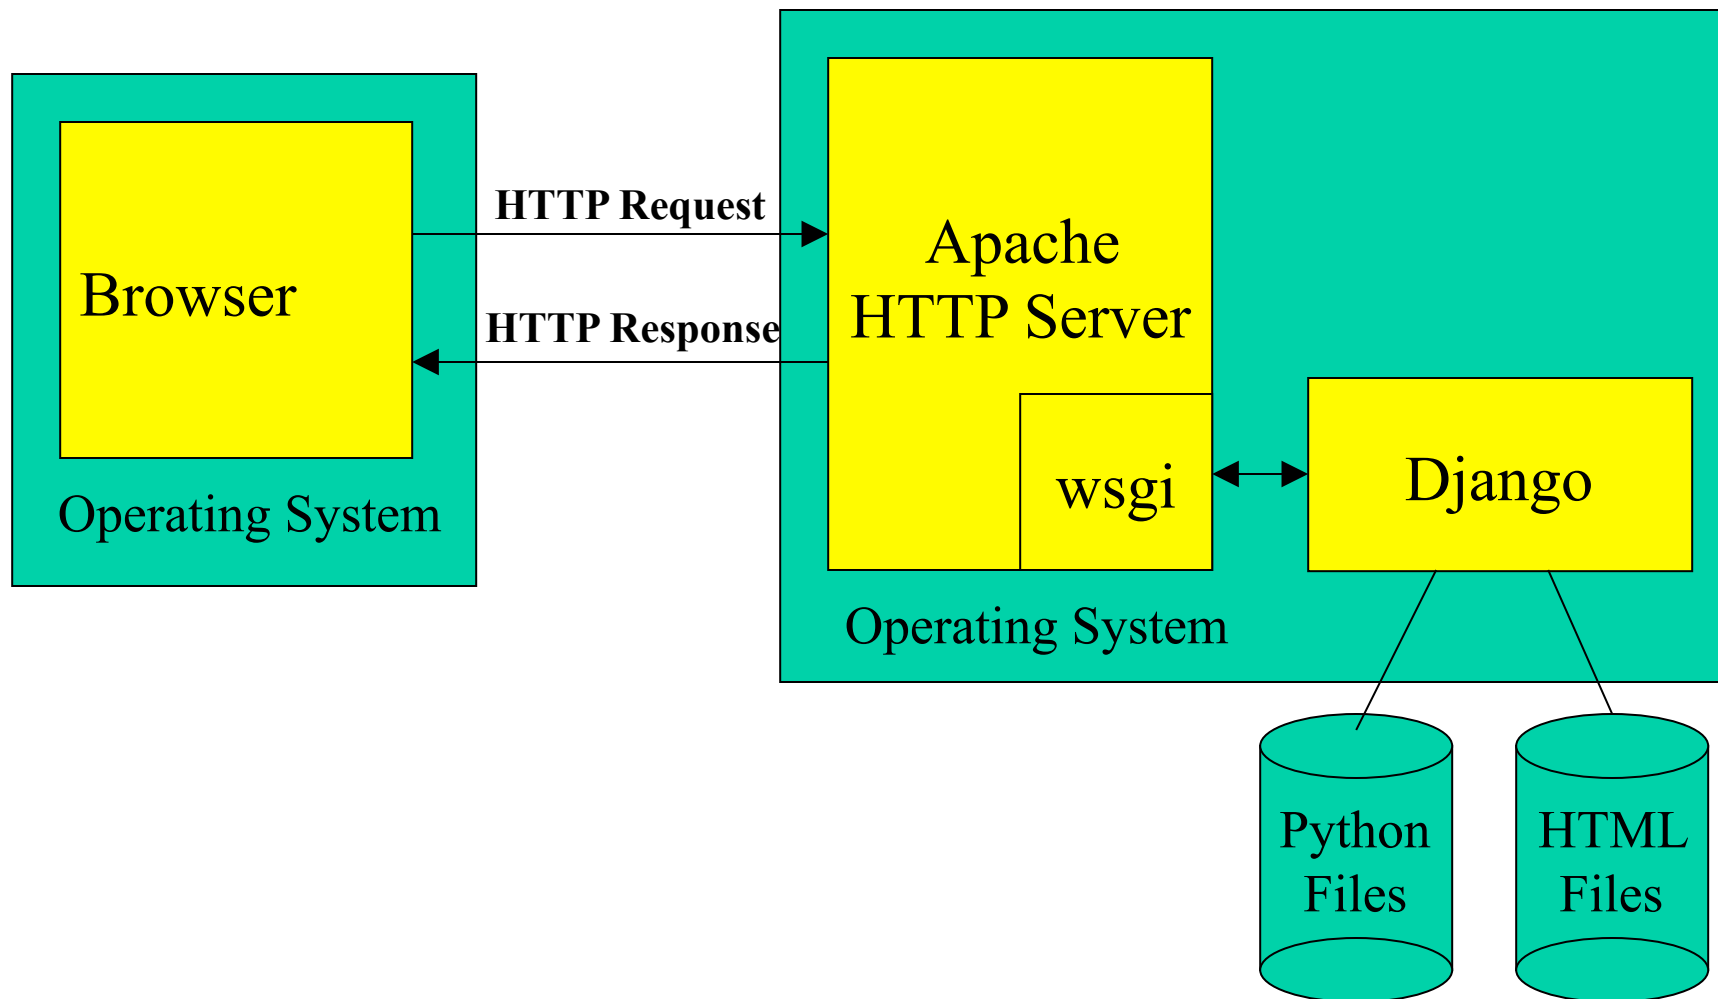 Browser
Operating System
HTTP Request
HTTP Response
Apache
HTTP Server
wsgi
Django
Operating System
Python
Files
HTML
Files